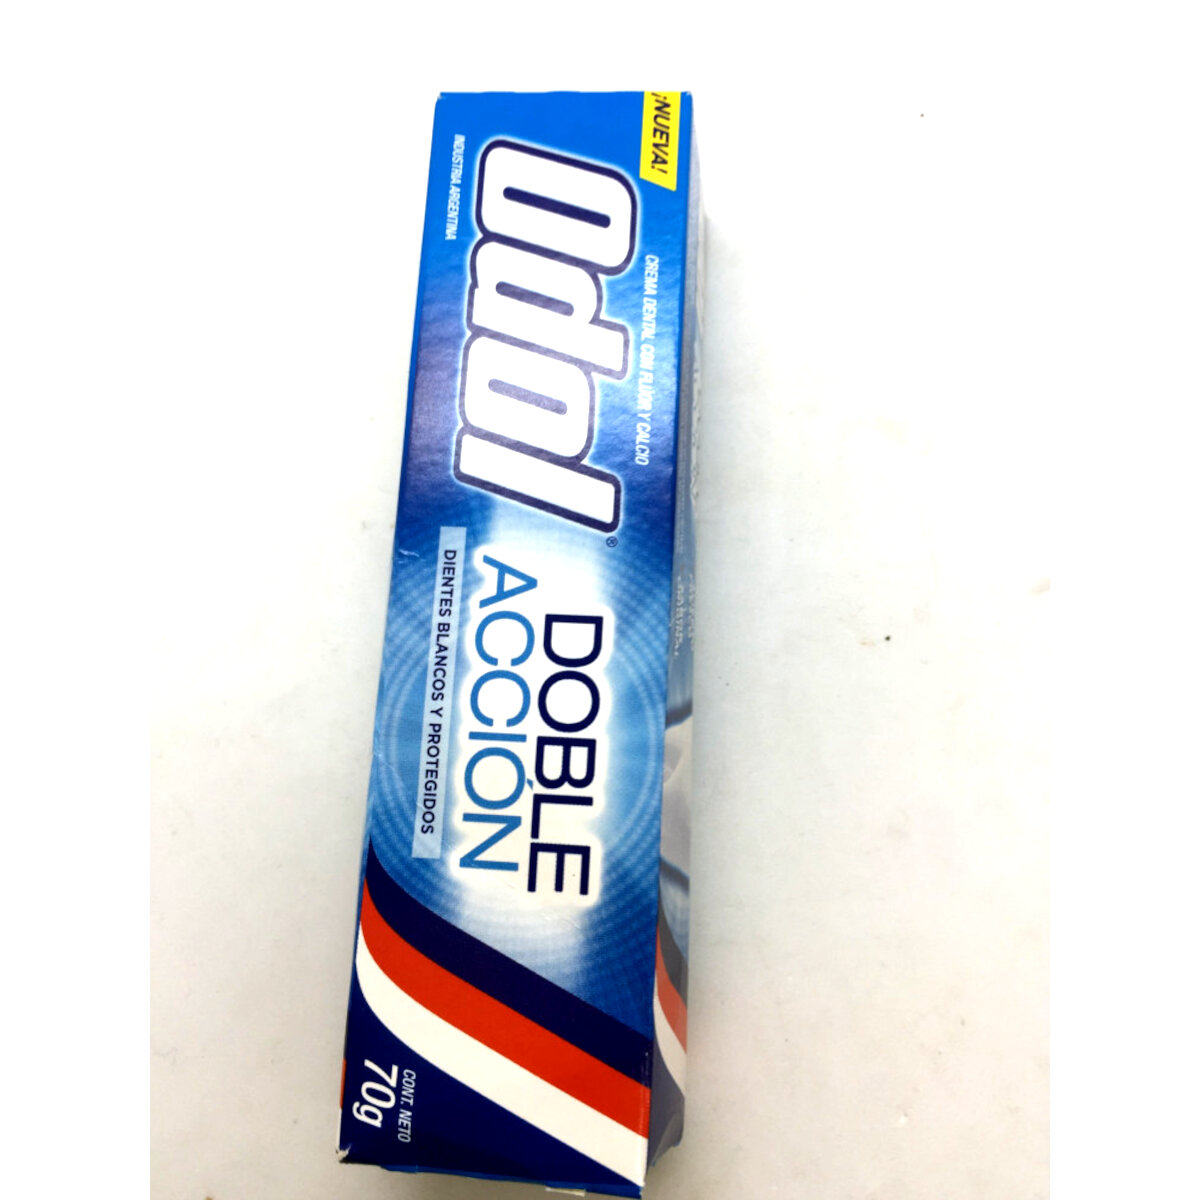 ¡NUEVA!
CREMA DENTAL CON FLÚOR Y CALCIO
Odol®
INDUSTRIA ARGENTINA
DOBLE
ACCIÓN
DIENTES BLANCOS Y PROTEGIDOS
CONT. NETO
70g